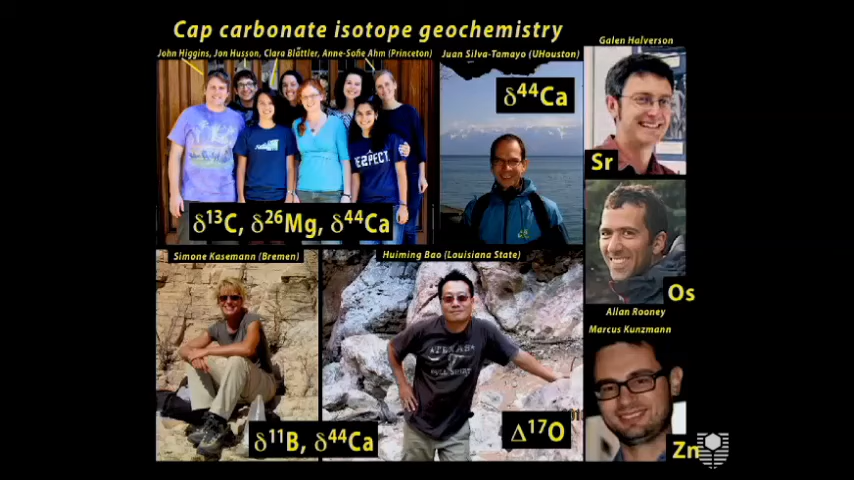 Cap carbonate isotope geochemistry
John Higgins, Jon Husson, Clara Blättler, Anne-Sofie Ahm (Princeton)
Juan Silva-Tamayo (UHouston)
Galen Halverson
δ44Ca
Sr
RE2PECT
δ13C, δ26Mg, δ44Ca
Simone Kasemann (Bremen)
Huiming Bao (Louisiana State)
Os
Allan Rooney
Marcus Kunzmann
TEXAS
δ11B, δ44Ca
Δ17O
Zn